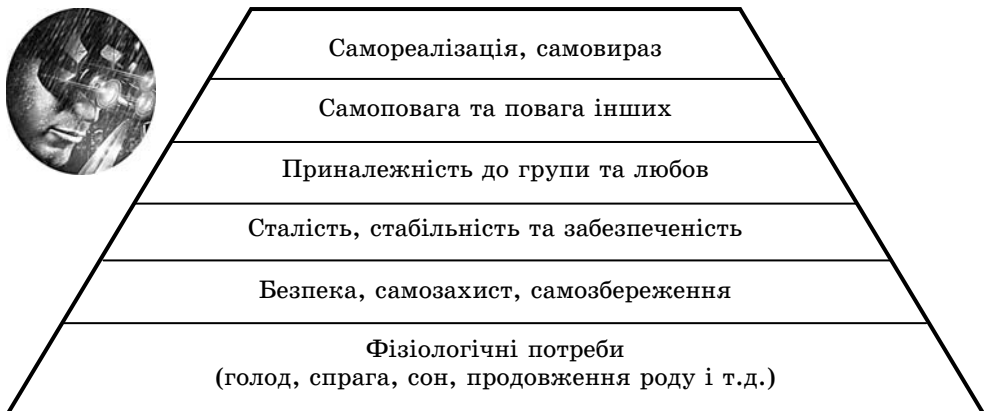 Самореалізація, самовираз
Самоповага та повага інших
Приналежність до групи та любов
Сталість, стабільність та забезпеченість
Безпека, самозахист, самозбереження
Фізіологічні потреби
(голод, спрага, сон, продовження роду і т.д.)